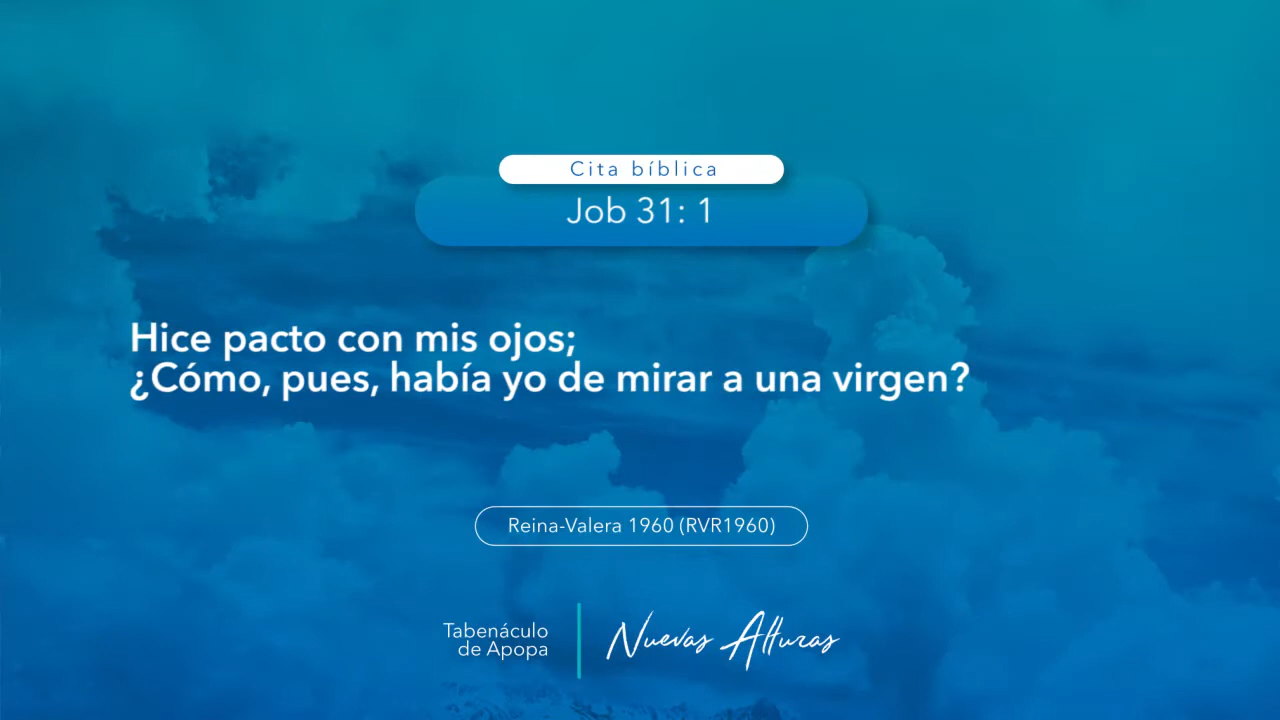 Cita bíblica
Job 31: 1
Hice pacto con mis ojos;
¿Cómo, pues, había yo de mirar a una virgen?
Reina-Valera 1960 (RVR1960)
Tabenáculo
de Apopa
Nuevas Alturas